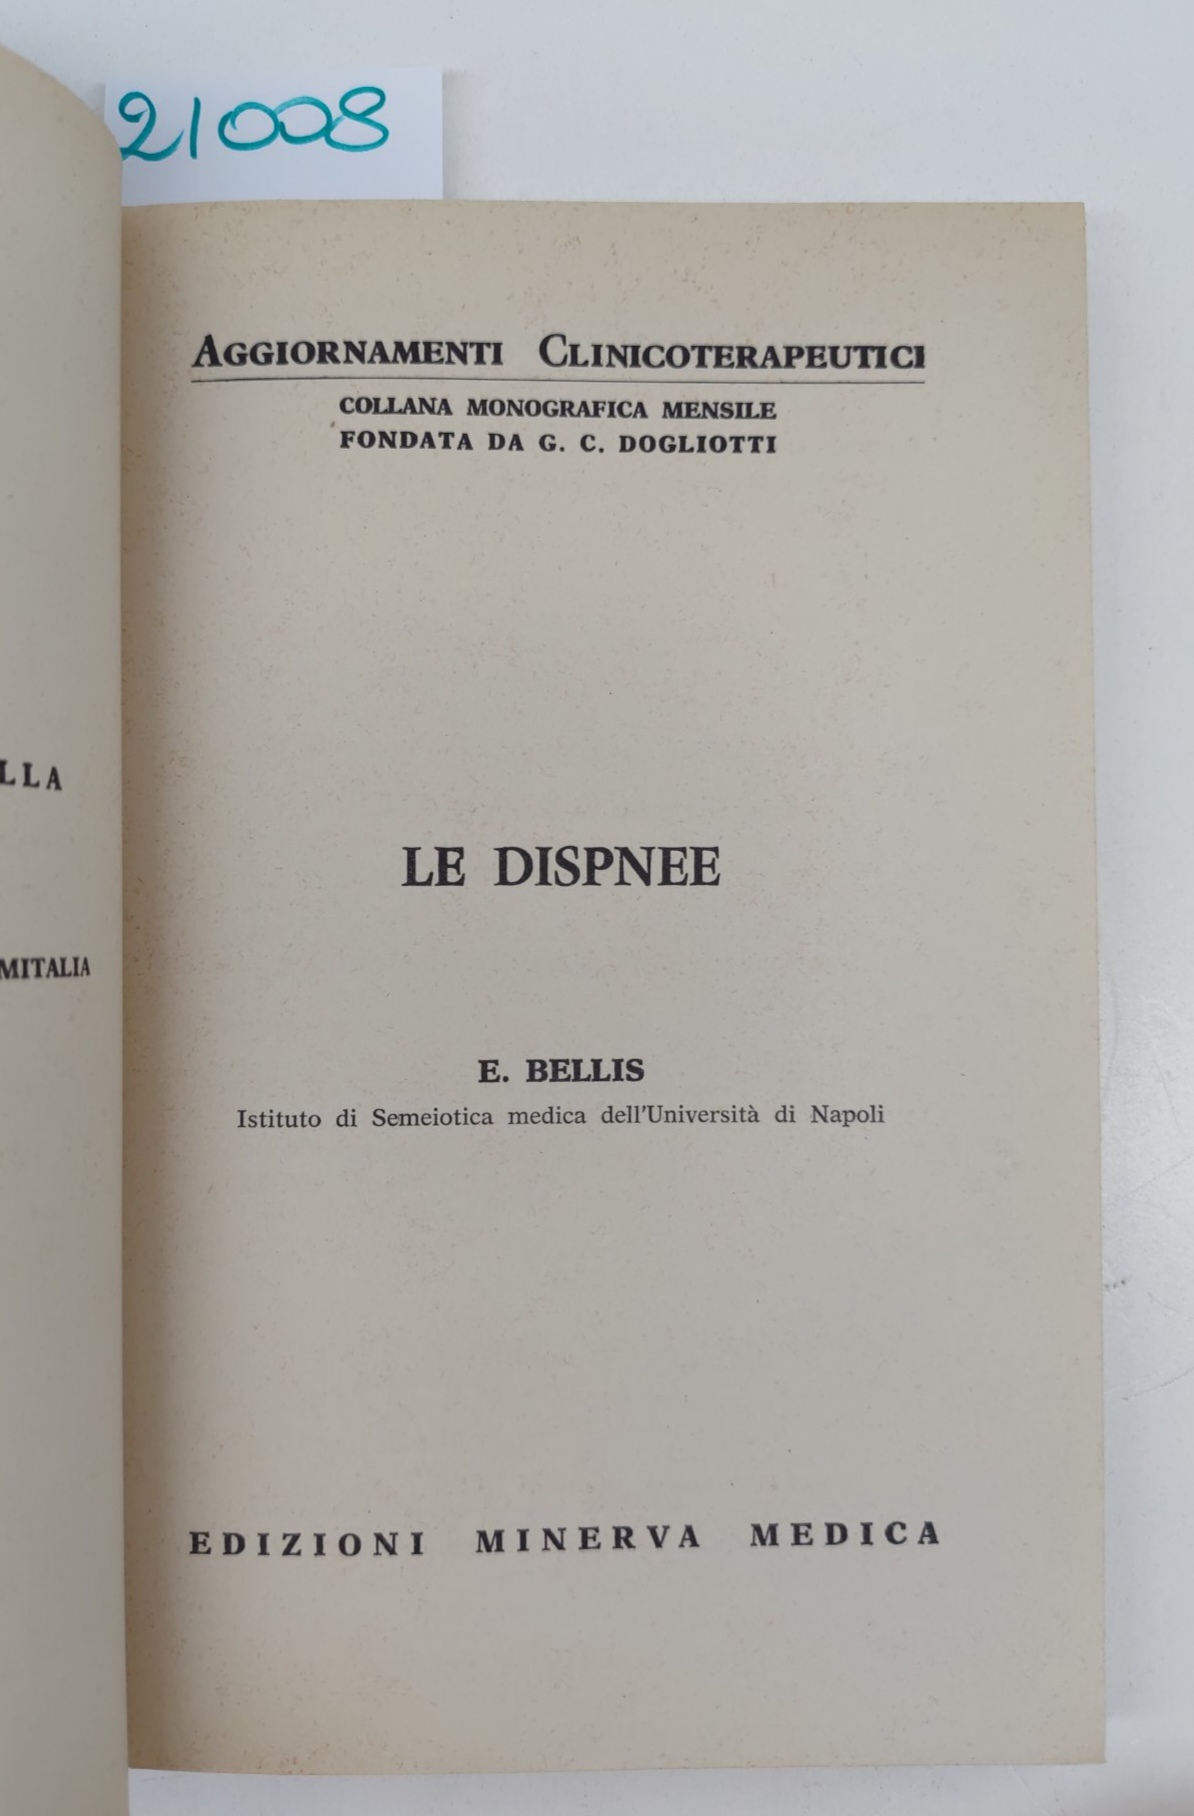 21008
LLA
MITALIA
AGGIORNAMENTI CLINICOTERAPEUTICI
COLLANA MONOGRAFICA MENSILE
FONDATA DA G. C. DOGLIOTTI
LE DISPNEE
E. BELLIS
Istituto di Semeiotica medica dell'Università di Napoli
EDIZIONI MINERVA MEDICA